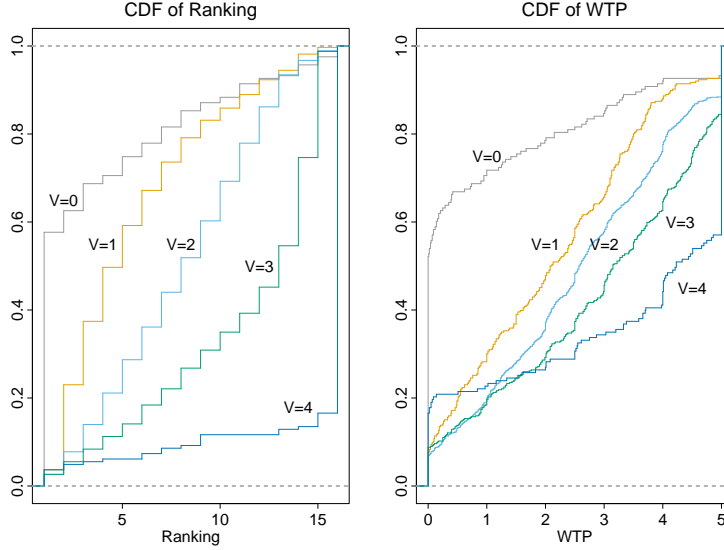 CDF of Ranking
1.0
0.8
0.6
0.4
0.2
0.0
V=0
V=1
V=2
V=3
V=4
5
10
15
Ranking
CDF of WTP
1.0
0.8
0.6
0.4
0.2
0.0
V=0
V=1
V=2
V=3
V=4
0
1
2
3
4
5
WTP